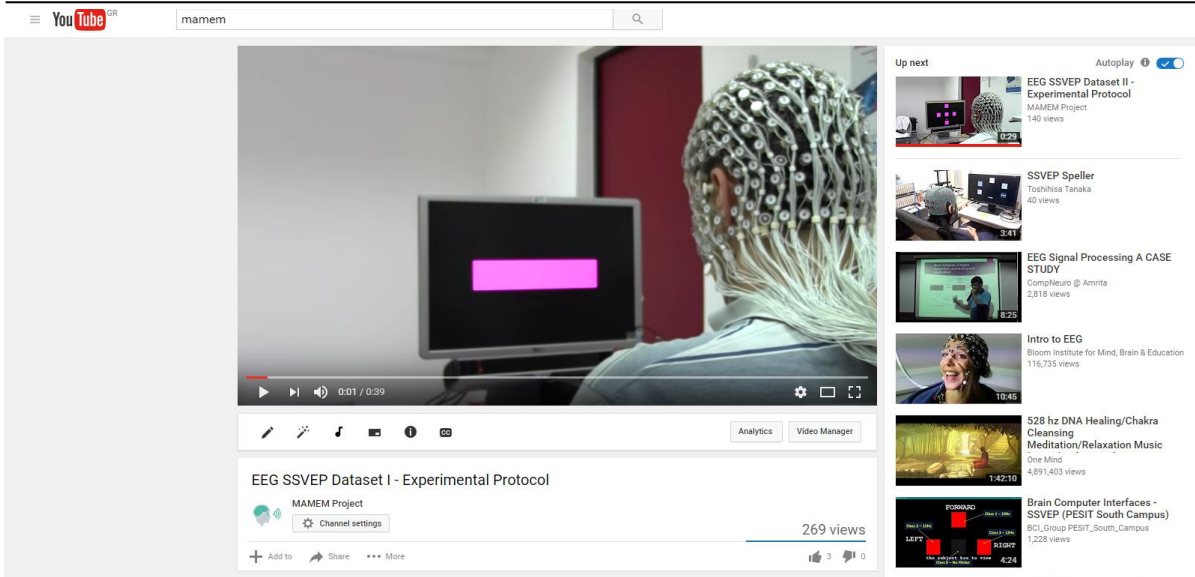 YouTube GR
mamem
0:01 / 0:39
Analytics
Video Manager
EEG SSVEP Dataset I - Experimental Protocol
MAMEM Project
Channel settings
269 views
Add to
Share
More
3
0
Up next
Autoplay
EEG SSVEP Dataset II -
Experimental Protocol
MAMEM Project
140 views
0:29
SSVEP Speller
Toshihisa Tanaka
40 views
3:41
EEG Signal Processing A CASE
STUDY
CompNeuro @ Amrita
2,818 views
8:25
Intro to EEG
Bloom Institute for Mind, Brain & Education
116,735 views
10:45
528 hz DNA Healing/Chakra
Cleansing
Meditation/Relaxation Music
One Mind
4,891,403 views
1:42:10
Brain Computer Interfaces -
SSVEP (PESIT South Campus)
BCI_Group PESIT_South_Campus
1,228 views
FORWARD
LEFT
RIGHT
the subject has to view
4:24